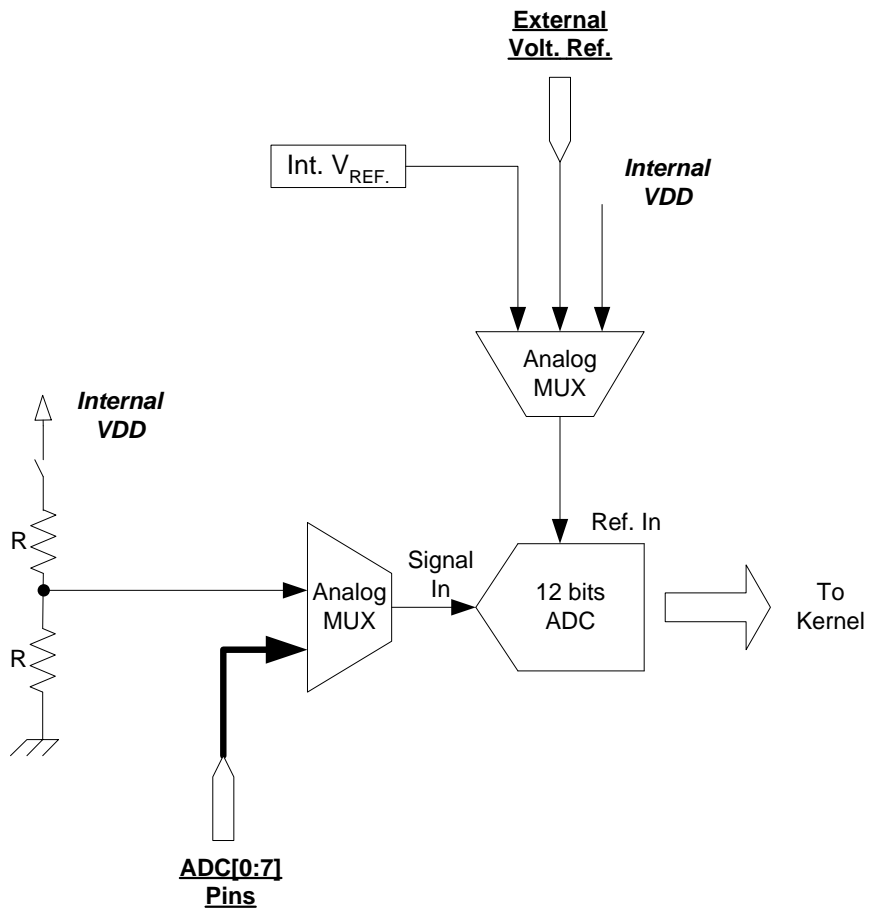 External
Volt. Ref.
Int. VREF.
Internal
VDD
Analog
MUX
Internal
VDD
R
R
Ref. In
Signal
In
Analog
MUX
12 bits
ADC
To
Kernel
ADC[0:7]
Pins